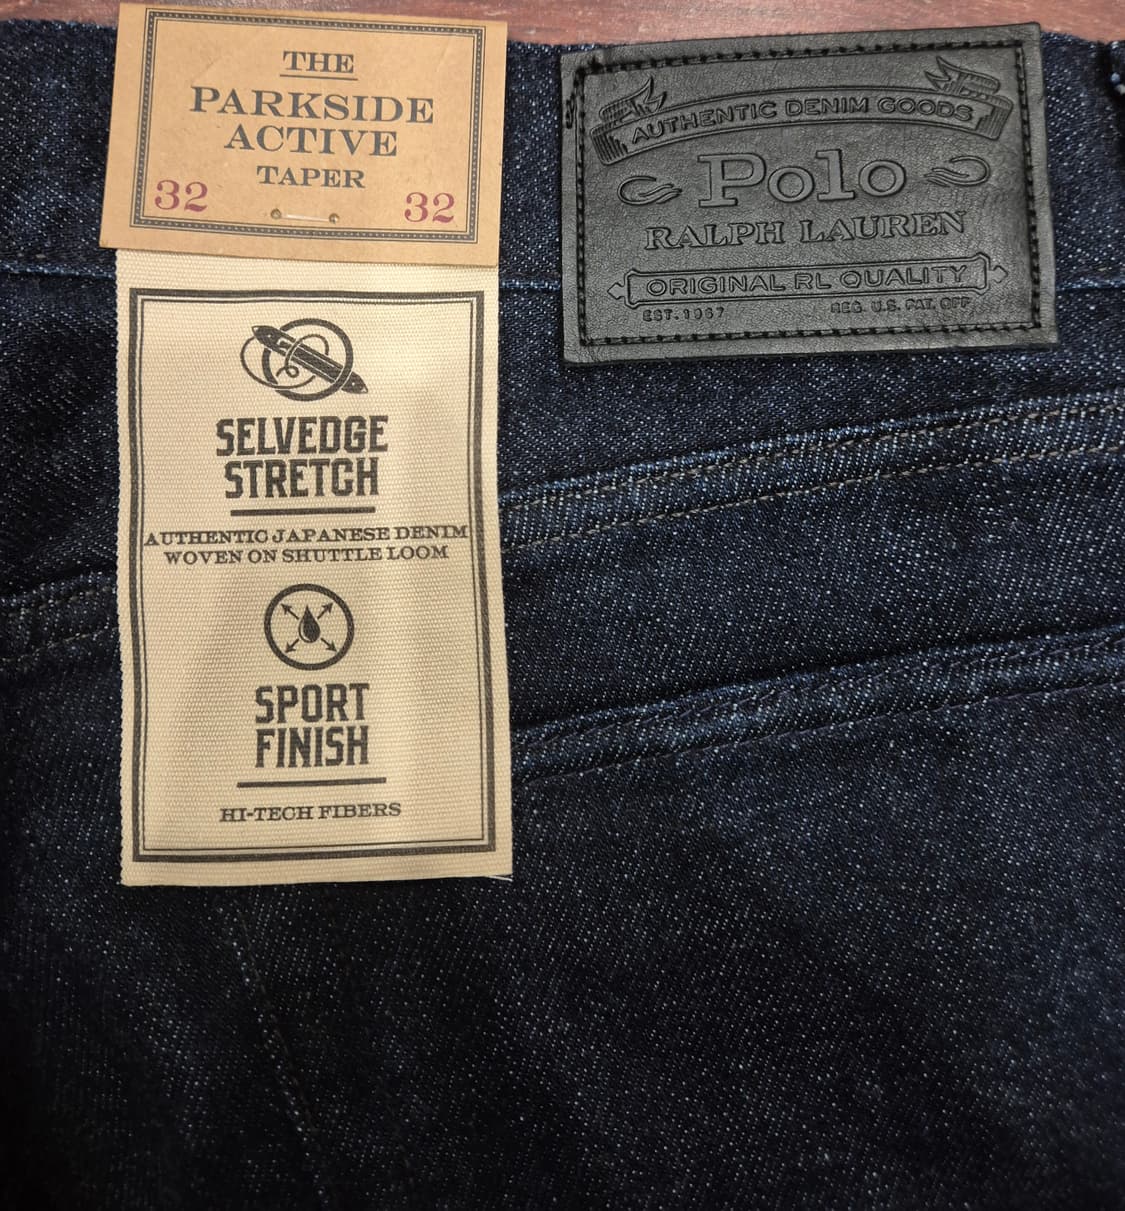 THE
PARKSIDE
ACTIVE
TAPER
32 32
SELVEDGE
STRETCH
AUTHENTIC JAPANESE DENIM
WOVEN ON SHUTTLE LOOM
SPORT
FINISH
HI-TECH FIBERS
AUTHENTIC DENIM GOODS
Polo
RALPH LAUREN
ORIGINAL RL QUALITY
EST. 1967 REG. U.S. PAT. OFF.